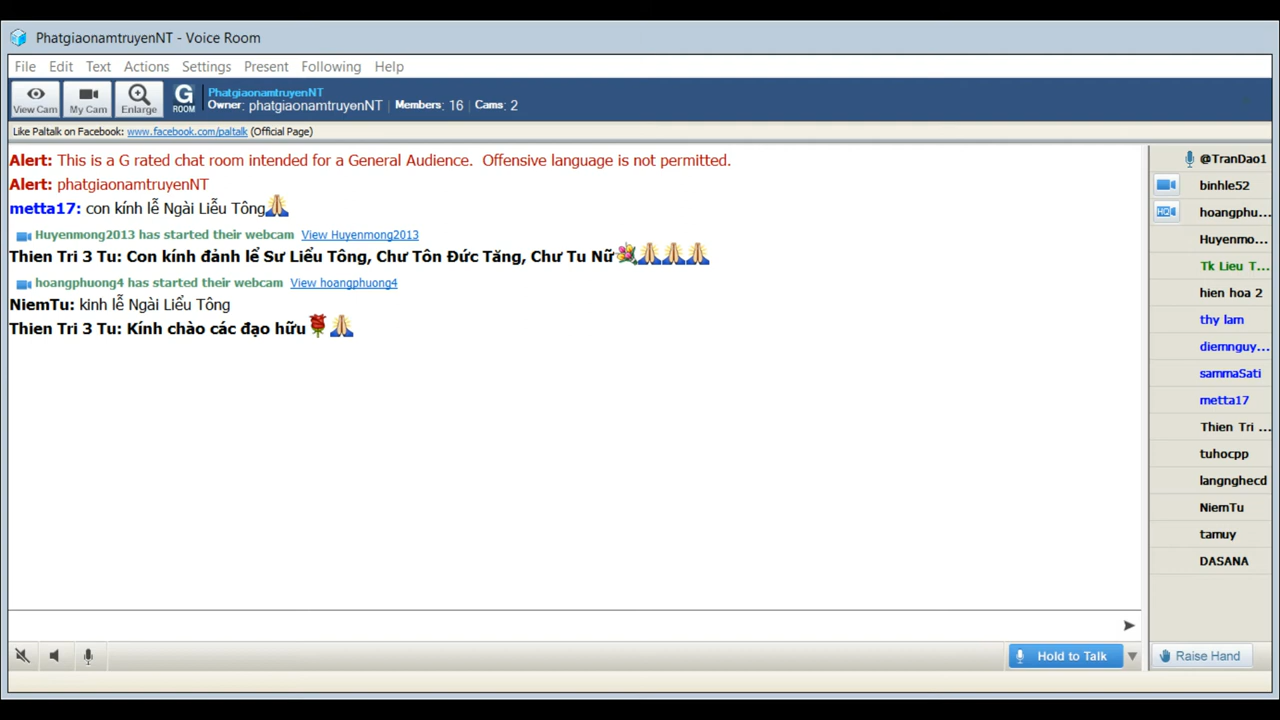 PhatgiaonamtruyenNT - Voice Room
File Edit Text Actions Settings Present Following Help
View Cam My Cam Enlarge G ROOM
PhatgiaonamtruyenNT
Owner: phatgiaonamtruyenNT Members: 16 Cams: 2
Like Paltalk on Facebook: www.facebook.com/paltalk (Official Page)
Alert: This is a G rated chat room intended for a General Audience. Offensive language is not permitted.
Alert: phatgiaonamtruyenNT
metta17: con kính lễ Ngài Liễu Tông
Huyenmong2013 has started their webcam View Huyenmong2013
Thien Tri 3 Tu: Con kính đảnh lể Sư Liểu Tông, Chư Tôn Đức Tăng, Chư Tu Nữ
hoangphuong4 has started their webcam View hoangphuong4
NiemTu: kinh lễ Ngài Liểu Tông
Thien Tri 3 Tu: Kính chào các đạo hữu
@TranDao1
binhle52
HQ hoangphu...
Huyenmo...
Tk Lieu T...
hien hoa 2
thy lam
diemnguy...
sammaSati
metta17
Thien Tri ...
tuhocpp
langnghecd
NiemTu
tamuy
DASANA
Hold to Talk
Raise Hand